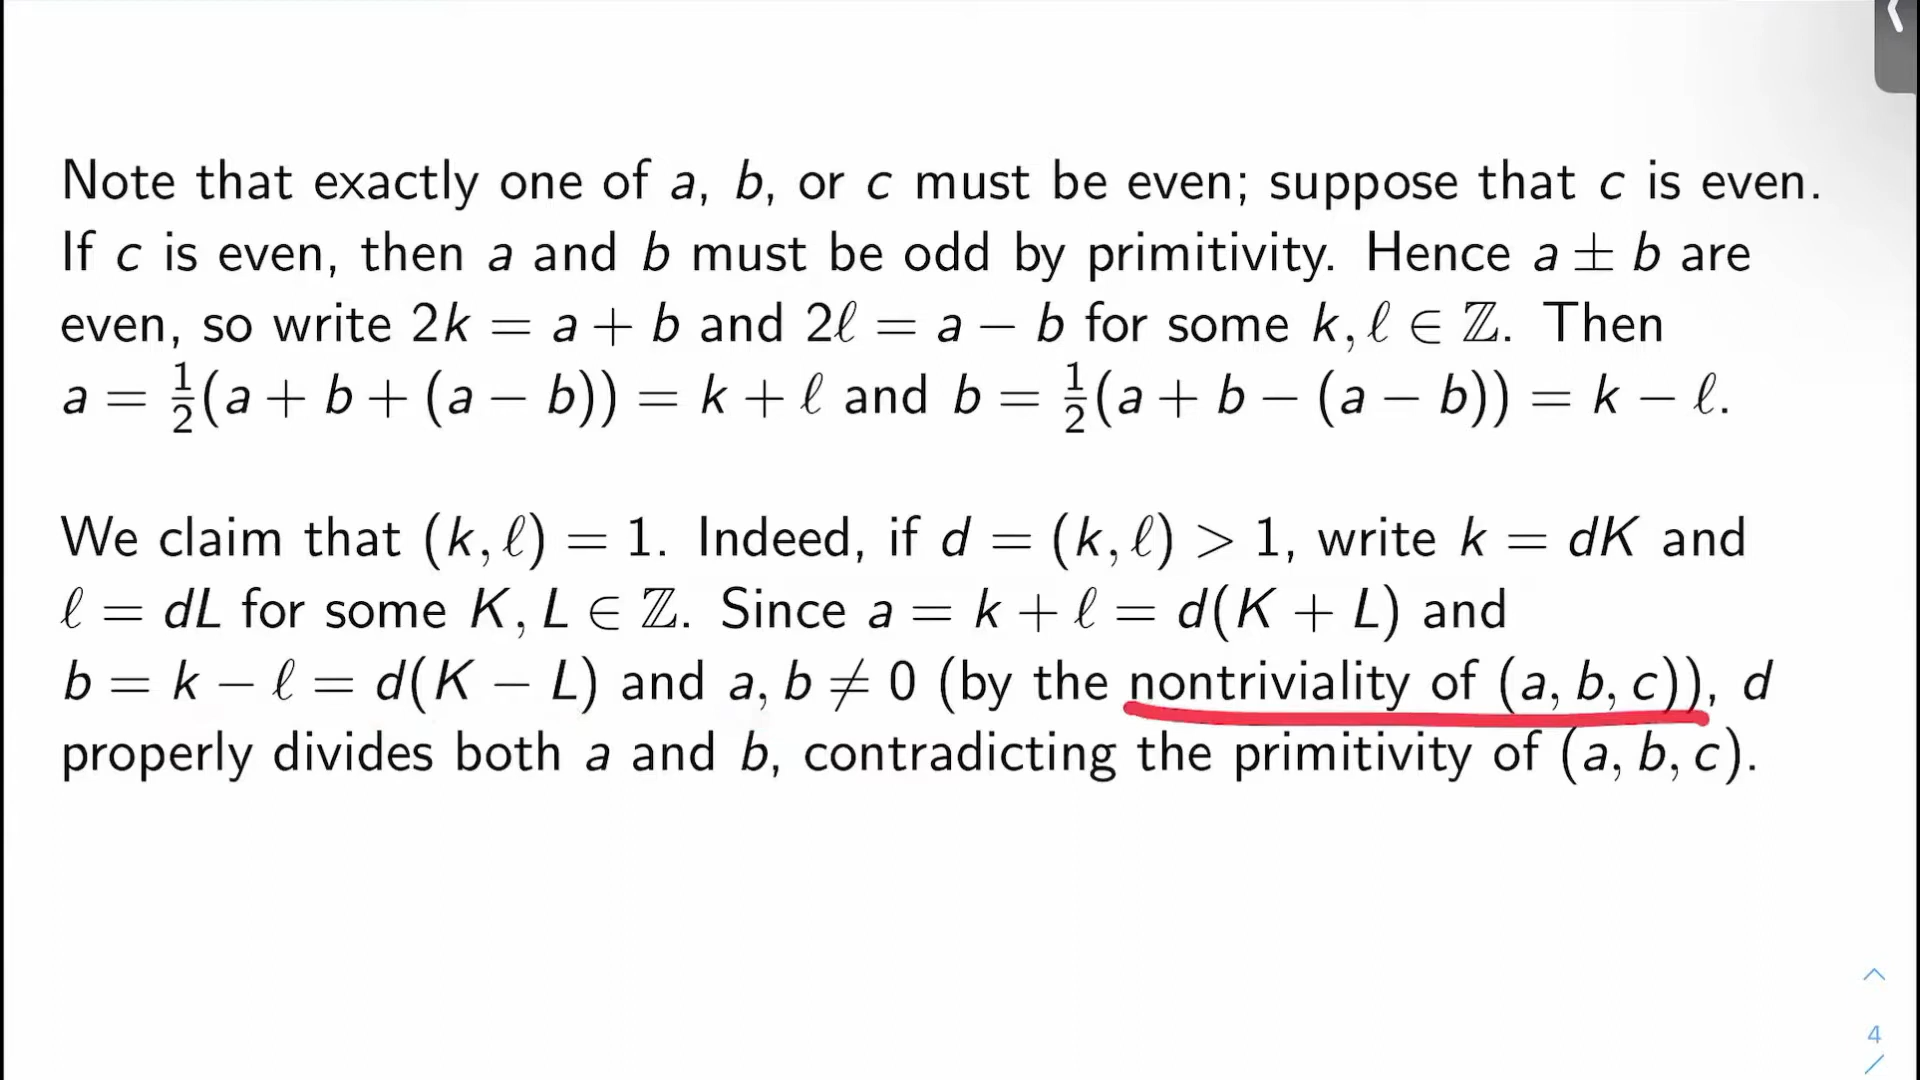 Note that exactly one of a, b, or c must be even; suppose that c is even.
If c is even, then a and b must be odd by primitivity. Hence a ± b are
even, so write 2k = a + b and 2ℓ = a − b for some k, ℓ ∈ ℤ. Then
a = ½(a + b + (a − b)) = k + ℓ and b = ½(a + b − (a − b)) = k − ℓ.
We claim that (k, ℓ) = 1. Indeed, if d = (k, ℓ) > 1, write k = dK and
ℓ = dL for some K, L ∈ ℤ. Since a = k + ℓ = d(K + L) and
b = k − ℓ = d(K − L) and a, b ≠ 0 (by the nontriviality of (a, b, c)), d
properly divides both a and b, contradicting the primitivity of (a, b, c).
4